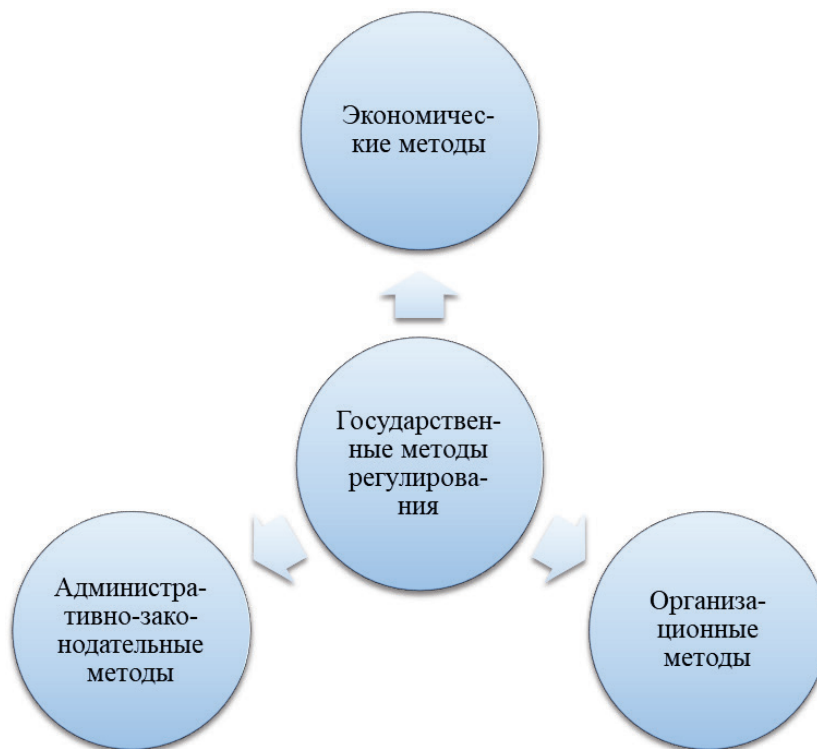 Экономичес-
кие методы
Государствен-
ные методы
регулирова-
ния
Администра-
тивно-зако-
нодательные
методы
Организа-
ционные
методы